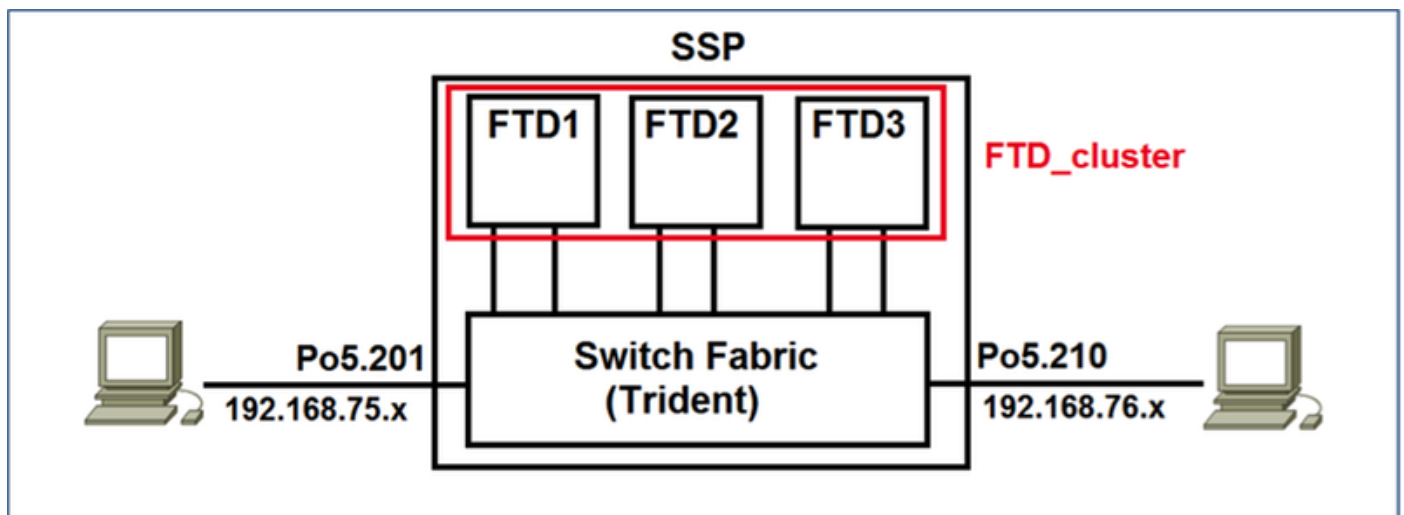 SSP
FTD1
FTD2
FTD3
FTD_cluster
Po5.201
192.168.75.x
Switch Fabric
(Trident)
Po5.210
192.168.76.x